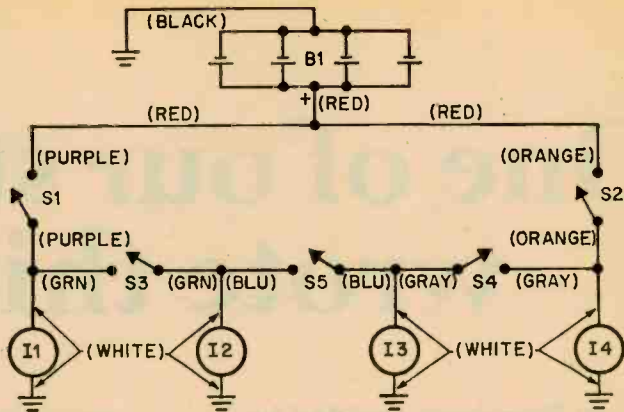 (BLACK)
B1
+ (RED)
(RED) (RED)
(PURPLE) (ORANGE)
S1 S2
(PURPLE) (ORANGE)
(GRN) S3 (GRN) (BLU) S5 (BLU) (GRAY) S4 (GRAY)
I1 (WHITE) I2 I3 (WHITE) I4